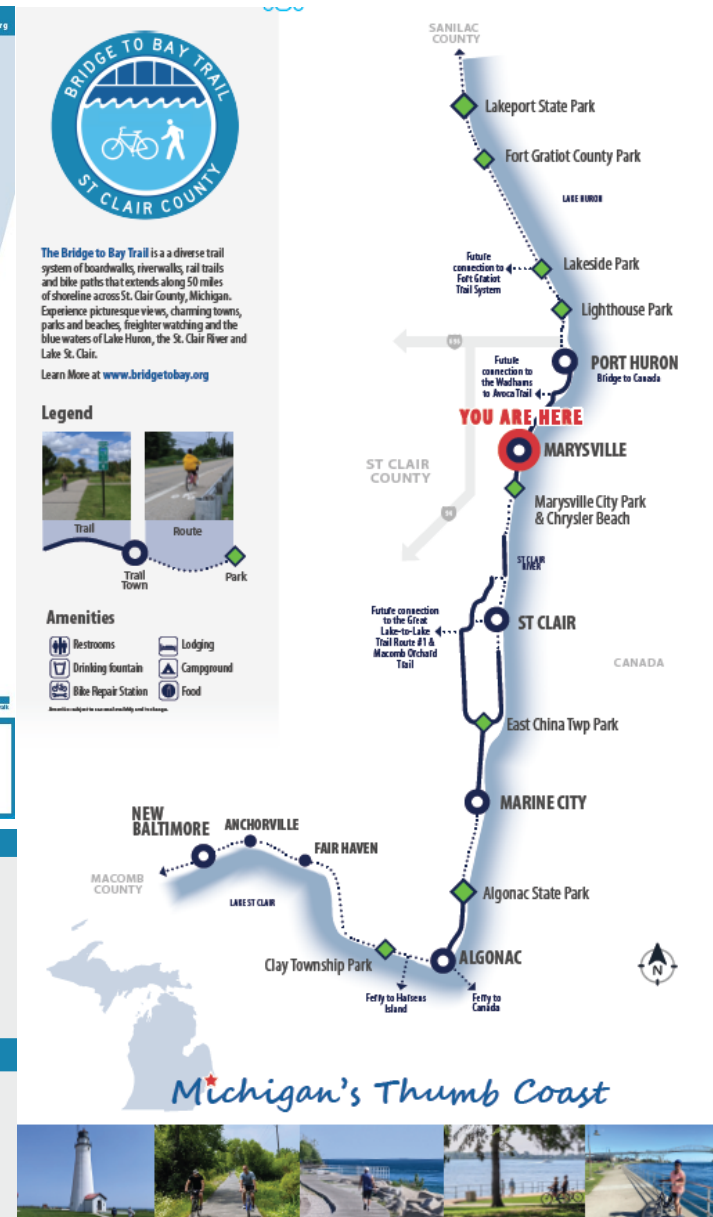 rg
BRIDGE TO BAY TRAIL
ST CLAIR COUNTY
The Bridge to Bay Trail is a a diverse trail
system of boardwalks, riverwalks, rail trails
and bike paths that extends along 50 miles
of shoreline across St. Clair County, Michigan.
Experience picturesque views, charming towns,
parks and beaches, freighter watching and the
blue waters of Lake Huron, the St. Clair River and
Lake St. Clair.
Learn More at www.bridgetobay.org
Legend
Trail
Route
Trail
Town
Park
Amenities
Restrooms
Lodging
Drinking fountain
Campground
Bike Repair Station
Food
Amenities subject to seasonal availability and to change.
SANILAC
COUNTY
Lakeport State Park
Fort Gratiot County Park
LAKE HURON
Future
connection to
Fort Gratiot
Trail System
Lakeside Park
Lighthouse Park
PORT HURON
Bridge to Canada
Future
connection to
the Wadhams
to Avoca Trail
YOU ARE HERE
MARYSVILLE
ST CLAIR
COUNTY
Marysville City Park
& Chrysler Beach
ST CLAIR
RIVER
Future connection
to the Great
Lake-to-Lake
Trail Route #1 &
Macomb Orchard
Trail
ST CLAIR
CANADA
East China Twp Park
MARINE CITY
NEW
BALTIMORE
ANCHORVILLE
FAIR HAVEN
MACOMB
COUNTY
LAKE ST CLAIR
Algonac State Park
Clay Township Park
ALGONAC
Ferry to Harsens
Island
Ferry to
Canada
N
Michigan's Thumb Coast